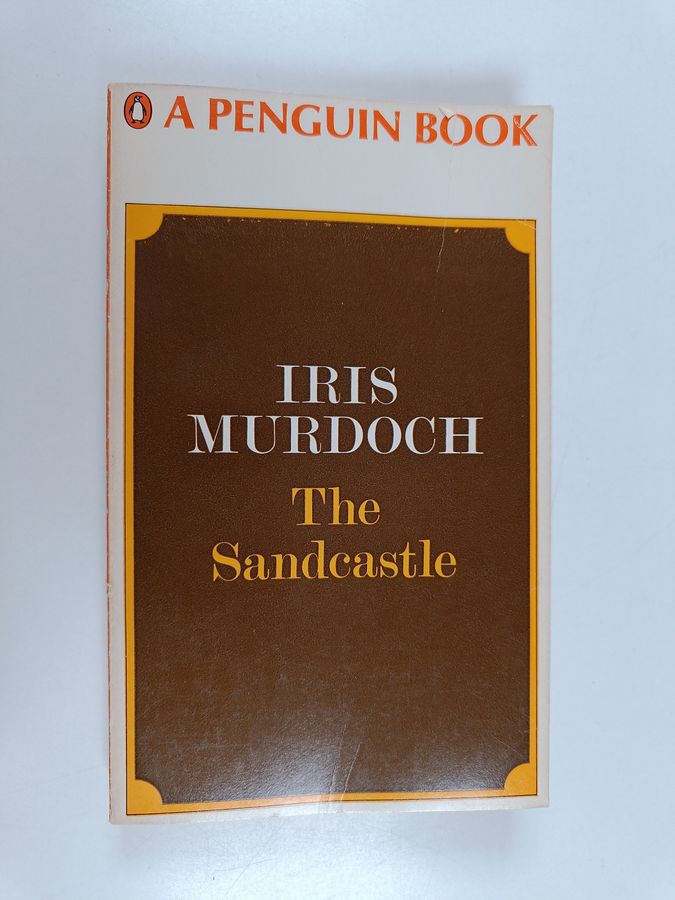 A PENGUIN BOOK
IRIS
MURDOCH
The
Sandcastle